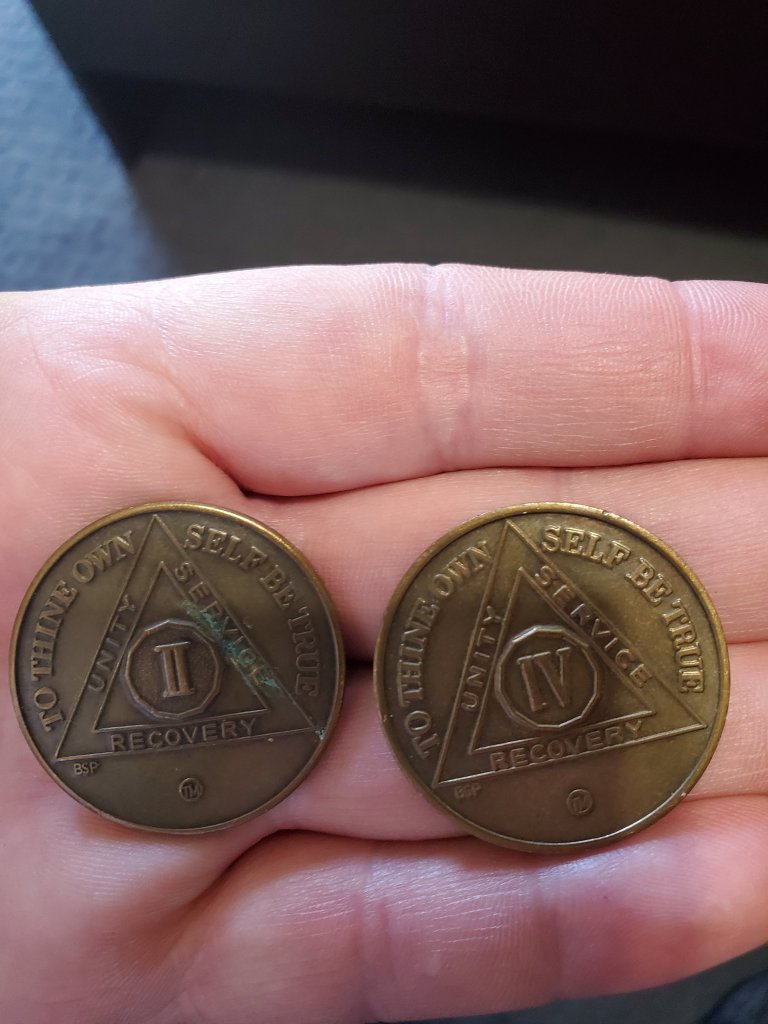 TO THINE OWN SELF BE TRUE
UNITY
SERVICE
RECOVERY
II
BSP
TM
TO THINE OWN SELF BE TRUE
UNITY
SERVICE
RECOVERY
IV
BSP
TM